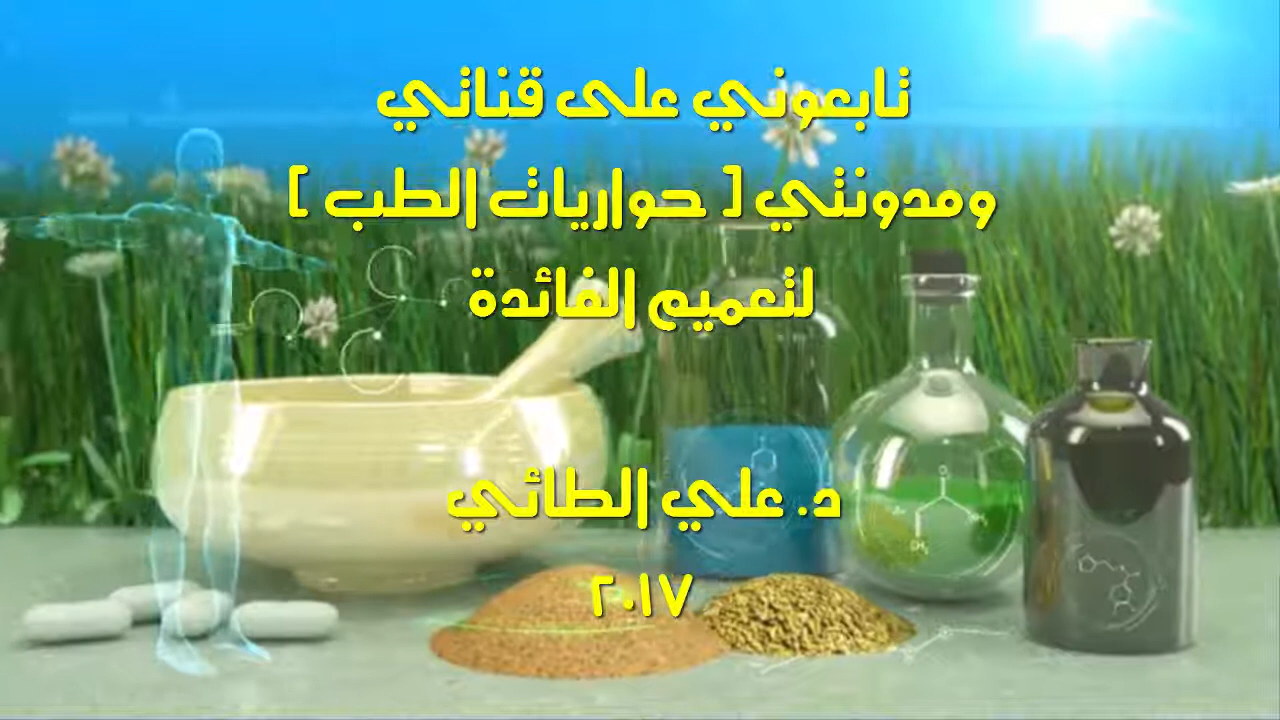 تابعوني على قناتي
ومدونتي [ حواريات الطب ]
لتعميم الفائدة
د. علي الطائي
٢٠١٧